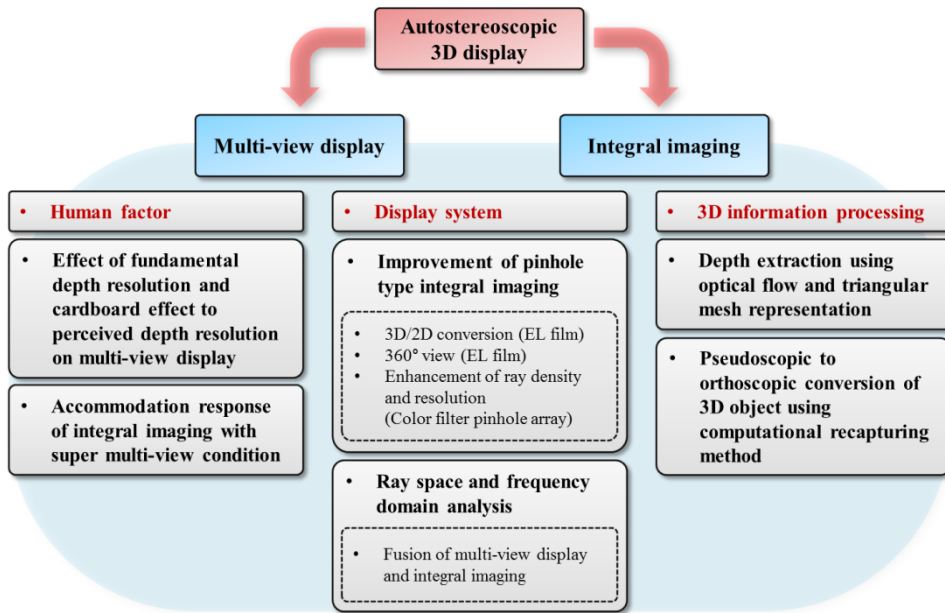 Autostereoscopic
3D display
Multi-view display
Integral imaging
• Human factor
• Effect of fundamental
depth resolution and
cardboard effect to
perceived depth resolution
on multi-view display
• Accommodation response
of integral imaging with
super multi-view condition
• Display system
• Improvement of pinhole
type integral imaging
• 3D/2D conversion (EL film)
• 360° view (EL film)
• Enhancement of ray density
and resolution
(Color filter pinhole array)
• Ray space and frequency
domain analysis
• Fusion of multi-view display
and integral imaging
• 3D information processing
• Depth extraction using
optical flow and triangular
mesh representation
• Pseudoscopic to
orthoscopic conversion of
3D object using
computational recapturing
method